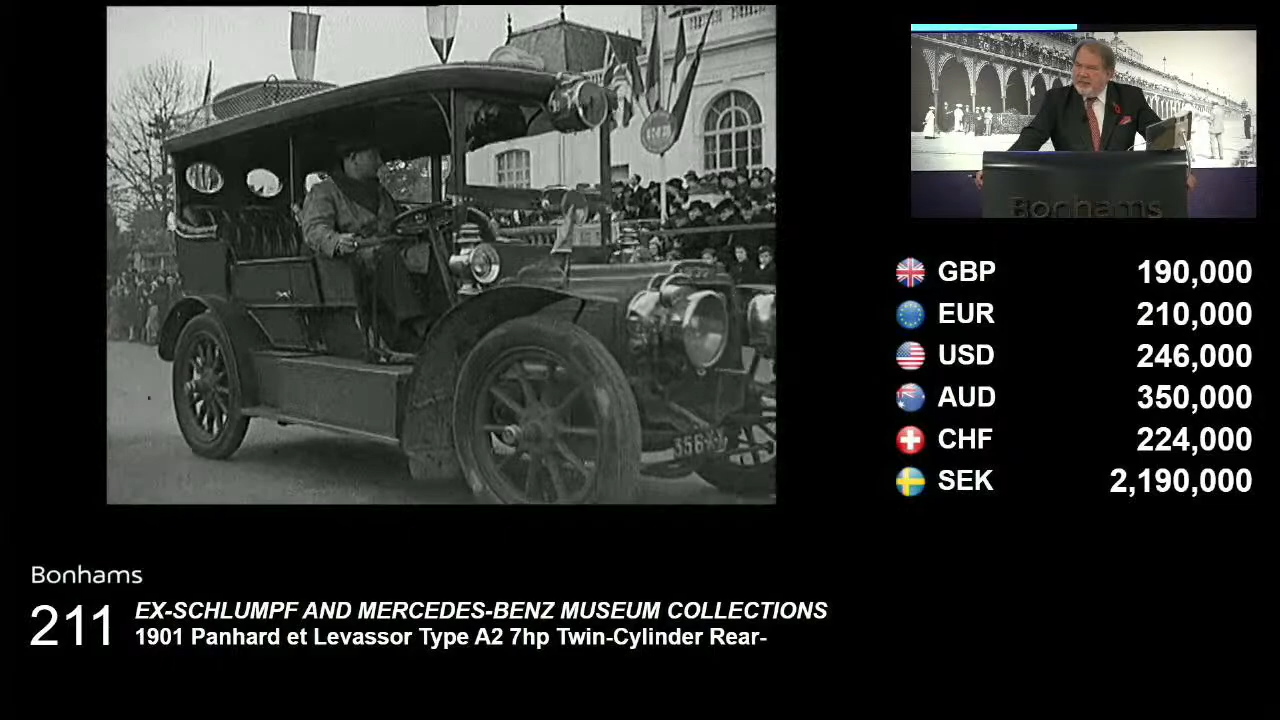 Bonhams
GBP 190,000
EUR 210,000
USD 246,000
AUD 350,000
CHF 224,000
SEK 2,190,000
Bonhams
211
EX-SCHLUMPF AND MERCEDES-BENZ MUSEUM COLLECTIONS
1901 Panhard et Levassor Type A2 7hp Twin-Cylinder Rear-